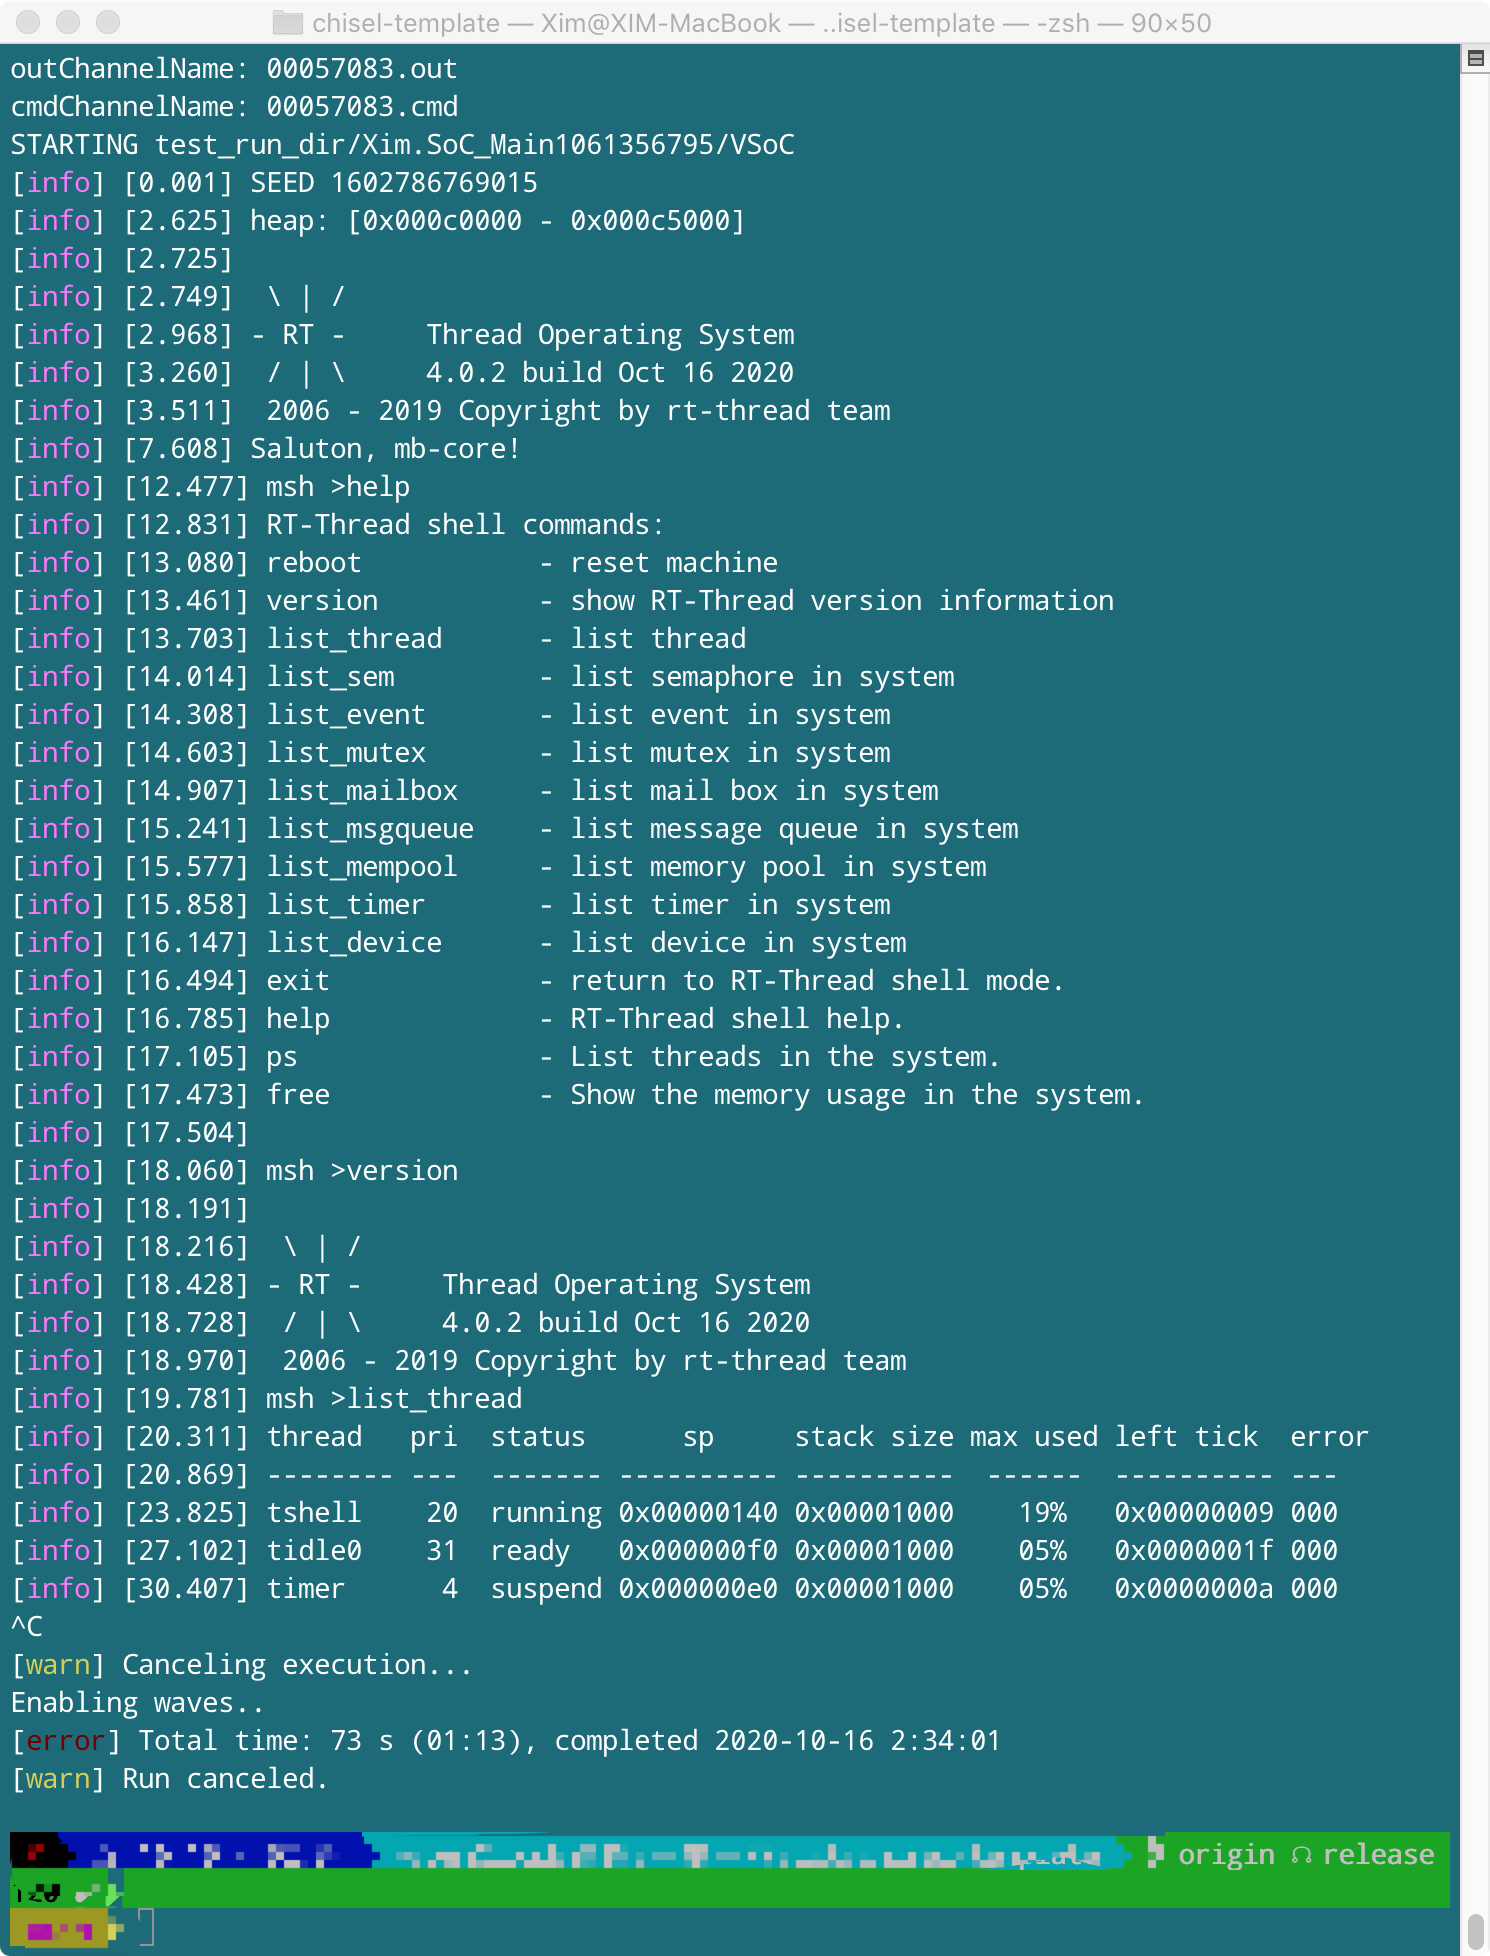 chisel-template — Xim@XIM-MacBook — ..isel-template — -zsh — 90×50
outChannelName: 00057083.out
cmdChannelName: 00057083.cmd
STARTING test_run_dir/Xim.SoC_Main1061356795/VSoC
[info] [0.001] SEED 1602786769015
[info] [2.625] heap: [0x000c0000 - 0x000c5000]
[info] [2.725]
[info] [2.749]  \ | /
[info] [2.968] - RT -     Thread Operating System
[info] [3.260]  / | \     4.0.2 build Oct 16 2020
[info] [3.511]  2006 - 2019 Copyright by rt-thread team
[info] [7.608] Saluton, mb-core!
[info] [12.477] msh >help
[info] [12.831] RT-Thread shell commands:
[info] [13.080] reboot           - reset machine
[info] [13.461] version          - show RT-Thread version information
[info] [13.703] list_thread      - list thread
[info] [14.014] list_sem         - list semaphore in system
[info] [14.308] list_event       - list event in system
[info] [14.603] list_mutex       - list mutex in system
[info] [14.907] list_mailbox     - list mail box in system
[info] [15.241] list_msgqueue    - list message queue in system
[info] [15.577] list_mempool     - list memory pool in system
[info] [15.858] list_timer       - list timer in system
[info] [16.147] list_device      - list device in system
[info] [16.494] exit             - return to RT-Thread shell mode.
[info] [16.785] help             - RT-Thread shell help.
[info] [17.105] ps               - List threads in the system.
[info] [17.473] free             - Show the memory usage in the system.
[info] [17.504]
[info] [18.060] msh >version
[info] [18.191]
[info] [18.216]  \ | /
[info] [18.428] - RT -     Thread Operating System
[info] [18.728]  / | \     4.0.2 build Oct 16 2020
[info] [18.970]  2006 - 2019 Copyright by rt-thread team
[info] [19.781] msh >list_thread
[info] [20.311] thread   pri  status      sp     stack size max used left tick  error
[info] [20.869] -------- ---  ------- ---------- ----------  ------  ---------- ---
[info] [23.825] tshell    20  running 0x00000140 0x00001000    19%   0x00000009 000
[info] [27.102] tidle0    31  ready   0x000000f0 0x00001000    05%   0x0000001f 000
[info] [30.407] timer      4  suspend 0x000000e0 0x00001000    05%   0x0000000a 000
^C
[warn] Canceling execution...
Enabling waves..
[error] Total time: 73 s (01:13), completed 2020-10-16 2:34:01
[warn] Run canceled.
origin release